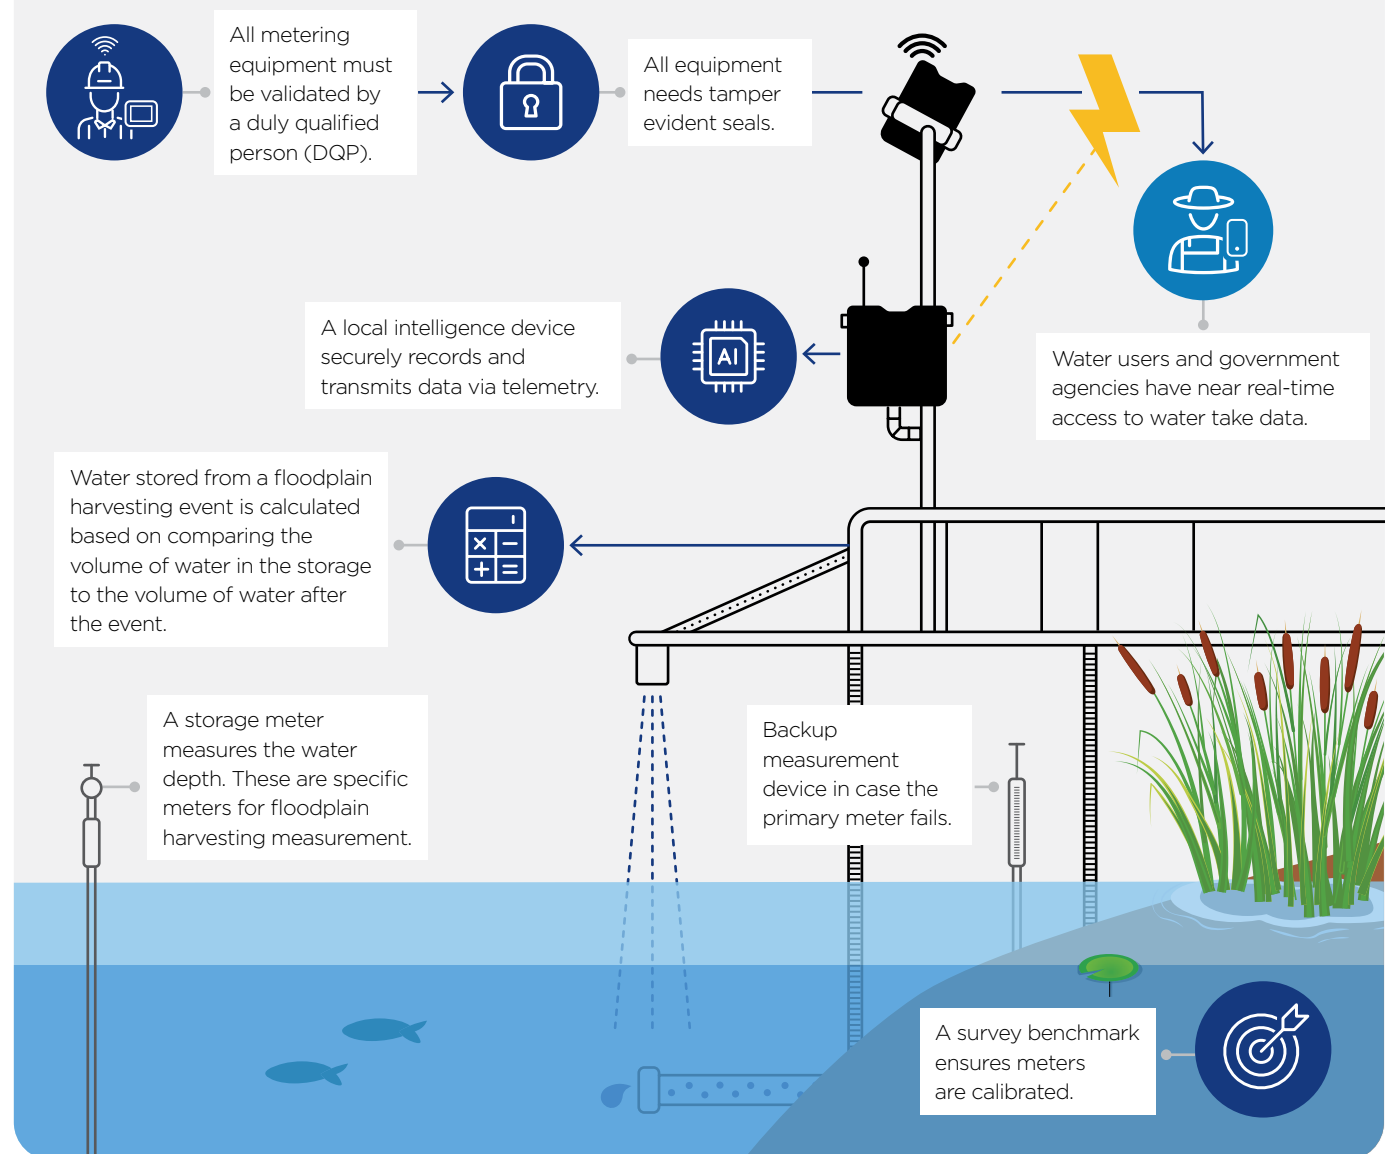 All metering
equipment must
be validated by
a duly qualified
person (DQP).
All equipment
needs tamper
evident seals.
A local intelligence device
securely records and
transmits data via telemetry.
AI
Water users and government
agencies have near real-time
access to water take data.
Water stored from a floodplain
harvesting event is calculated
based on comparing the
volume of water in the storage
to the volume of water after
the event.
A storage meter
measures the water
depth. These are specific
meters for floodplain
harvesting measurement.
Backup
measurement
device in case the
primary meter fails.
A survey benchmark
ensures meters
are calibrated.